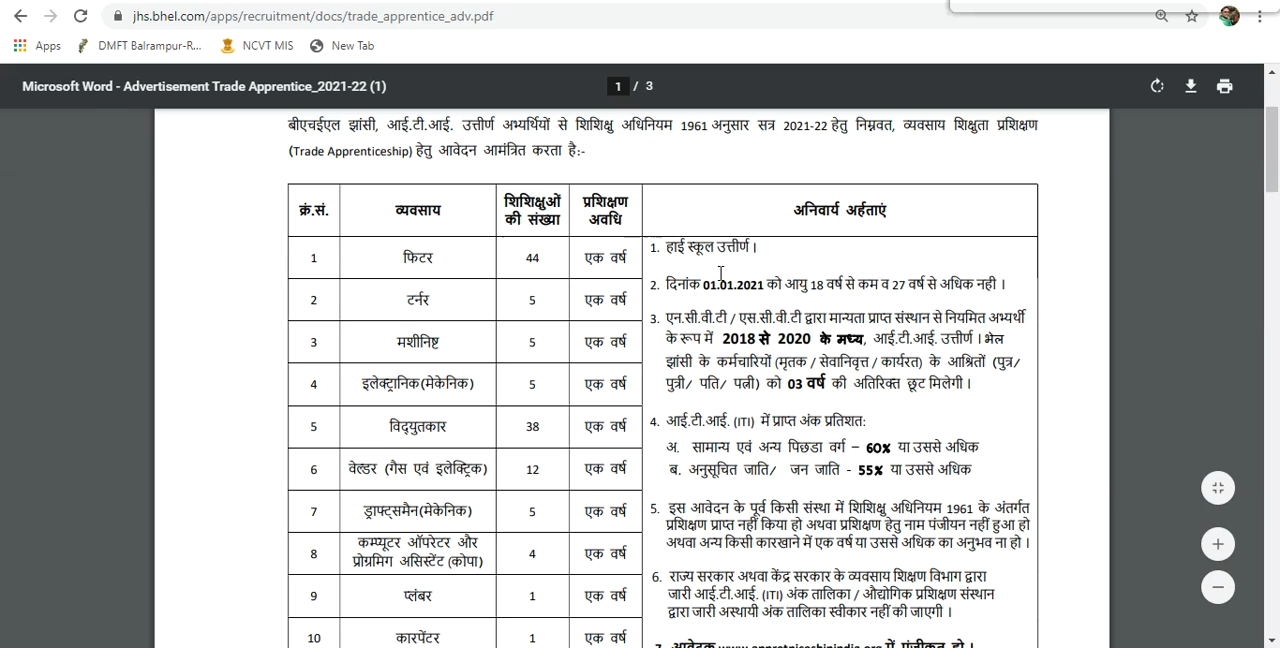 jhs.bhel.com/apps/recruitment/docs/trade_apprentice_adv.pdf
Apps DMFT Balrampur-R... NCVT MIS New Tab
Microsoft Word - Advertisement Trade Apprentice_2021-22 (1) 1 / 3
बीएचईएल झांसी, आई.टी.आई. उत्तीर्ण अभ्यर्थियों से शिशिक्षु अधिनियम 1961 अनुसार सत्र 2021-22 हेतु निम्नवत, व्यवसाय शिक्षुता प्रशिक्षण
(Trade Apprenticeship) हेतु आवेदन आमंत्रित करता है:-
क्रं.सं. व्यवसाय शिशिक्षुओं की संख्या प्रशिक्षण अवधि अनिवार्य अर्हताएं
1 फिटर 44 एक वर्ष
2 टर्नर 5 एक वर्ष
3 मशीनिष्ट 5 एक वर्ष
4 इलेक्ट्रानिक(मेकेनिक) 5 एक वर्ष
5 विद्युतकार 38 एक वर्ष
6 वेल्डर (गैस एवं इलेक्ट्रिक) 12 एक वर्ष
7 ड्राफ्ट्समैन(मेकेनिक) 5 एक वर्ष
8 कम्प्यूटर ऑपरेटर और प्रोग्रमिग असिस्टेंट (कोपा) 4 एक वर्ष
9 प्लंबर 1 एक वर्ष
10 कारपेंटर 1 एक वर्ष
1. हाई स्कूल उत्तीर्ण।
2. दिनांक 01.01.2021 को आयु 18 वर्ष से कम व 27 वर्ष से अधिक नही ।
3. एन.सी.वी.टी / एस.सी.वी.टी द्वारा मान्यता प्राप्त संस्थान से नियमित अभ्यर्थी
के रूप में 2018 से 2020 के मध्य, आई.टी.आई. उत्तीर्ण। भेल
झांसी के कर्मचारियों (मृतक / सेवानिवृत्त / कार्यरत) के आश्रितों (पुत्र/
पुत्री/ पति/ पत्नी) को 03 वर्ष की अतिरिक्त छूट मिलेगी ।
4. आई.टी.आई. (ITI) में प्राप्त अंक प्रतिशत:
अ. सामान्य एवं अन्य पिछडा वर्ग – 60% या उससे अधिक
ब. अनुसूचित जाति/ जन जाति - 55% या उससे अधिक
5. इस आवेदन के पूर्व किसी संस्था में शिशिक्षु अधिनियम 1961 के अंतर्गत
प्रशिक्षण प्राप्त नहीं किया हो अथवा प्रशिक्षण हेतु नाम पंजीयन नहीं हुआ हो
अथवा अन्य किसी कारखाने में एक वर्ष या उससे अधिक का अनुभव ना हो ।
6. राज्य सरकार अथवा केंद्र सरकार के व्यवसाय शिक्षण विभाग द्वारा
जारी आई.टी.आई. (ITI) अंक तालिका / औद्योगिक प्रशिक्षण संस्थान
द्वारा जारी अस्थायी अंक तालिका स्वीकार नहीं की जाएगी ।
7. आवेदक